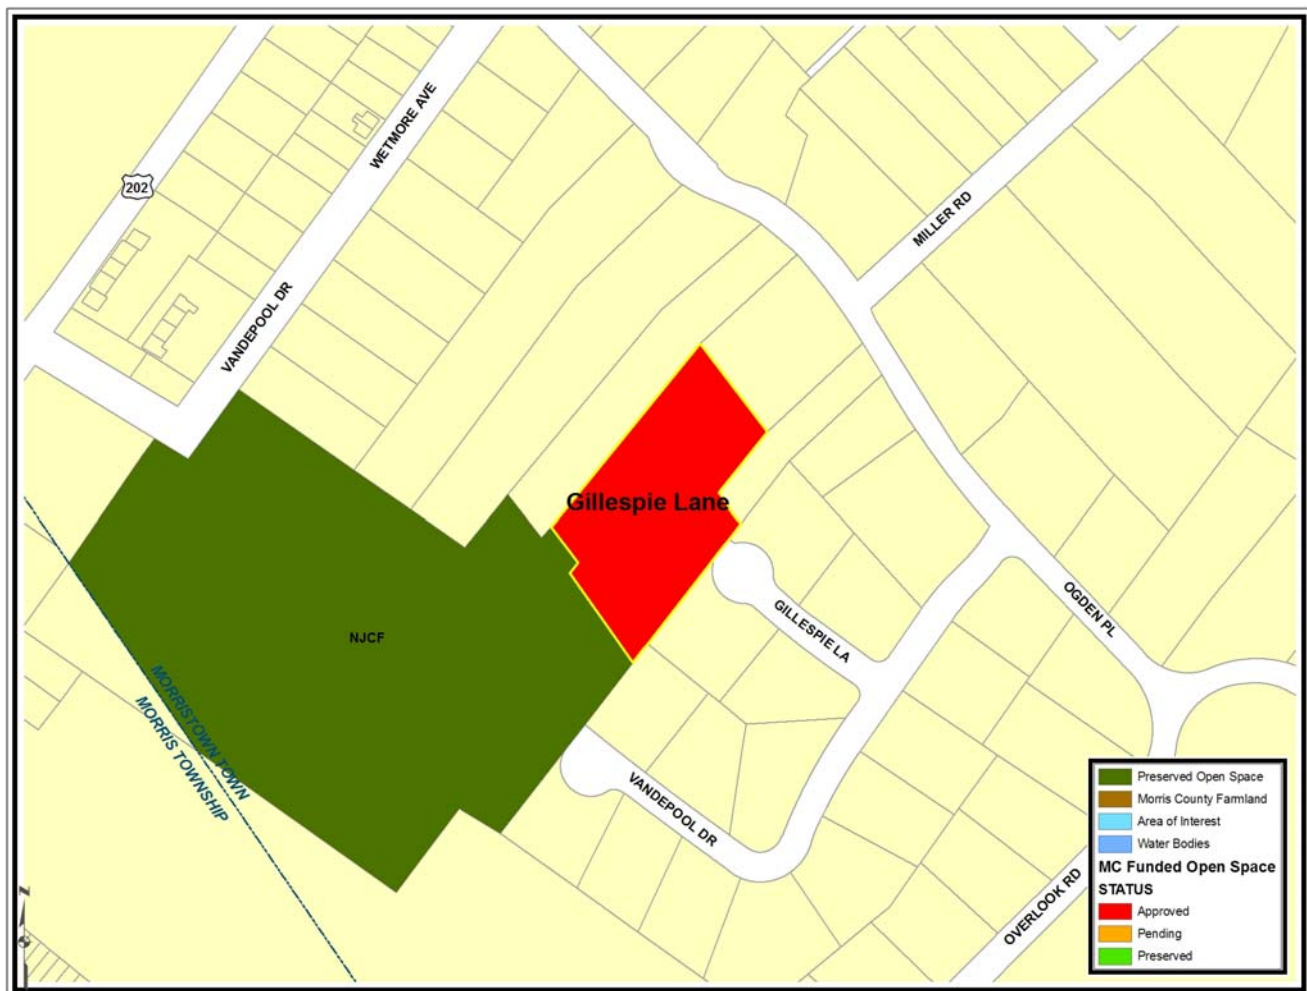 WETMORE AVE
202
MILLER RD
VANDEPOOL DR
Gillespie Lane
OGDEN PL
GILLESPIE LA
NJCF
MORRISTOWN TOWN
MORRIS TOWNSHIP
VANDEPOOL DR
OVERLOOK RD
Preserved Open Space
Morris County Farmland
Area of Interest
Water Bodies
MC Funded Open Space
STATUS
Approved
Pending
Preserved
N